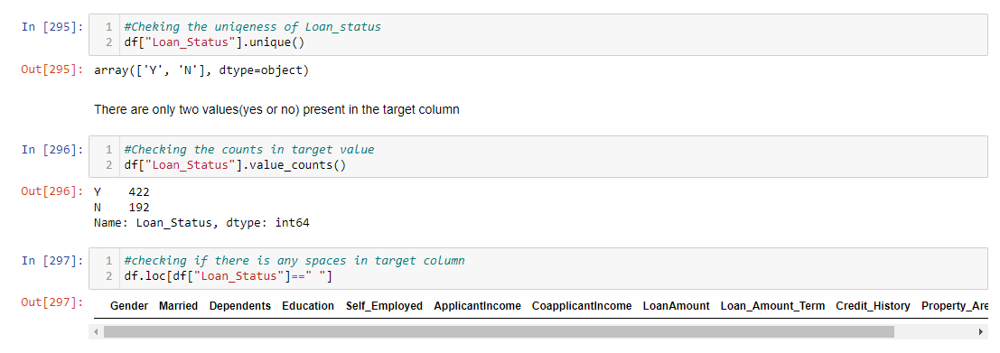 In [295]: 1 #Cheking the uniqeness of Loan_status
2 df["Loan_Status"].unique()
Out[295]: array(['Y', 'N'], dtype=object)
There are only two values(yes or no) present in the target column
In [296]: 1 #Checking the counts in target value
2 df["Loan_Status"].value_counts()
Out[296]: Y 422
N 192
Name: Loan_Status, dtype: int64
In [297]: 1 #checking if there is any spaces in target column
2 df.loc[df["Loan_Status"]==" "]
Out[297]:
Gender Married Dependents Education Self_Employed ApplicantIncome CoapplicantIncome LoanAmount Loan_Amount_Term Credit_History Property_Are